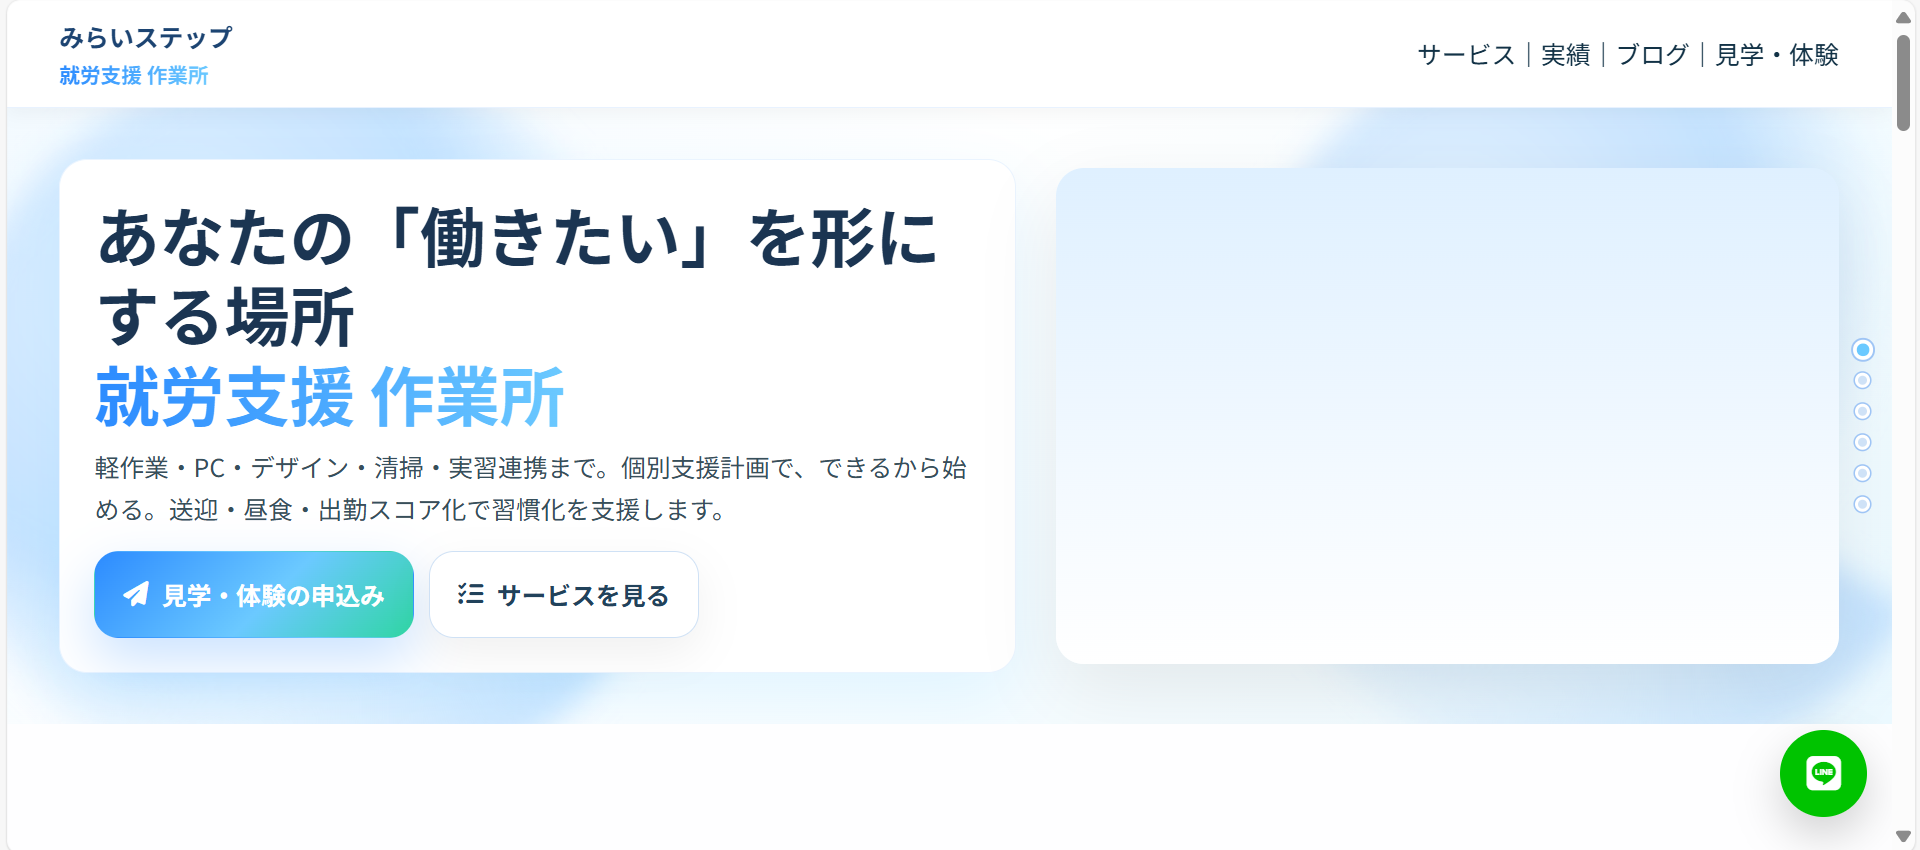 みらいステップ
就労支援 作業所
サービス｜実績｜ブログ｜見学・体験
あなたの「働きたい」を形に
する場所
就労支援 作業所
軽作業・PC・デザイン・清掃・実習連携まで。個別支援計画で、できるから始
める。送迎・昼食・出勤スコア化で習慣化を支援します。
見学・体験の申込み
サービスを見る
LINE